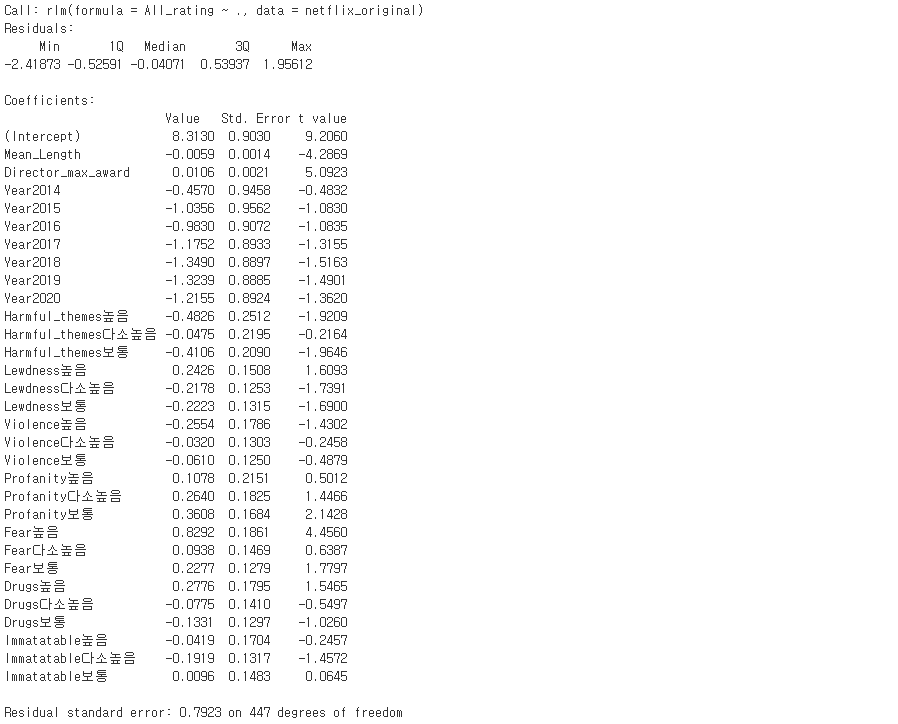 Call: rlm(formula = All_rating ~ ., data = netflix_original)
Residuals:
     Min       1Q   Median       3Q      Max
-2.41873 -0.52591 -0.04071  0.53937  1.95612

Coefficients:
                      Value   Std. Error t value
(Intercept)            8.3130  0.9030     9.2060
Mean_Length           -0.0059  0.0014    -4.2869
Director_max_award     0.0106  0.0021     5.0923
Year2014              -0.4570  0.9458    -0.4832
Year2015              -1.0356  0.9562    -1.0830
Year2016              -0.9830  0.9072    -1.0835
Year2017              -1.1752  0.8933    -1.3155
Year2018              -1.3490  0.8897    -1.5163
Year2019              -1.3239  0.8885    -1.4901
Year2020              -1.2155  0.8924    -1.3620
Harmful_themes높음    -0.4826  0.2512    -1.9209
Harmful_themes다소높음 -0.0475  0.2195    -0.2164
Harmful_themes보통    -0.4106  0.2090    -1.9646
Lewdness높음           0.2426  0.1508     1.6093
Lewdness다소높음      -0.2178  0.1253    -1.7391
Lewdness보통          -0.2223  0.1315    -1.6900
Violence높음          -0.2554  0.1786    -1.4302
Violence다소높음      -0.0320  0.1303    -0.2458
Violence보통          -0.0610  0.1250    -0.4879
Profanity높음          0.1078  0.2151     0.5012
Profanity다소높음      0.2640  0.1825     1.4466
Profanity보통          0.3608  0.1684     2.1428
Fear높음               0.8292  0.1861     4.4560
Fear다소높음           0.0938  0.1469     0.6387
Fear보통               0.2277  0.1279     1.7797
Drugs높음              0.2776  0.1795     1.5465
Drugs다소높음         -0.0775  0.1410    -0.5497
Drugs보통             -0.1331  0.1297    -1.0260
Immatatable높음       -0.0419  0.1704    -0.2457
Immatatable다소높음   -0.1919  0.1317    -1.4572
Immatatable보통        0.0096  0.1483     0.0645

Residual standard error: 0.7923 on 447 degrees of freedom